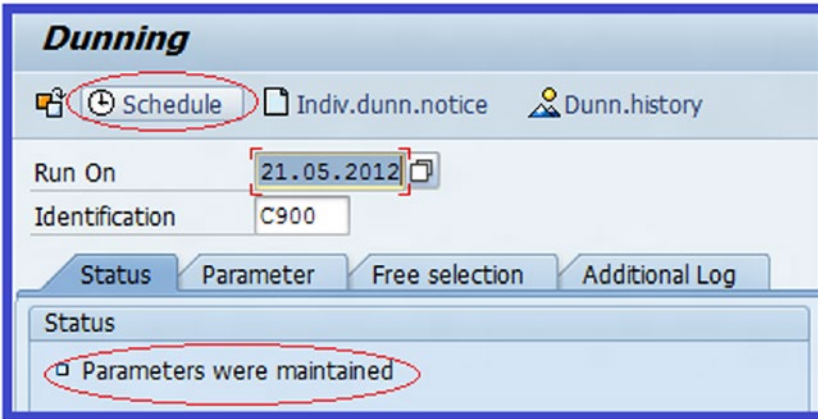 Dunning
Schedule Indiv.dunn.notice Dunn.history
Run On 21.05.2012
Identification C900
Status Parameter Free selection Additional Log
Status
Parameters were maintained